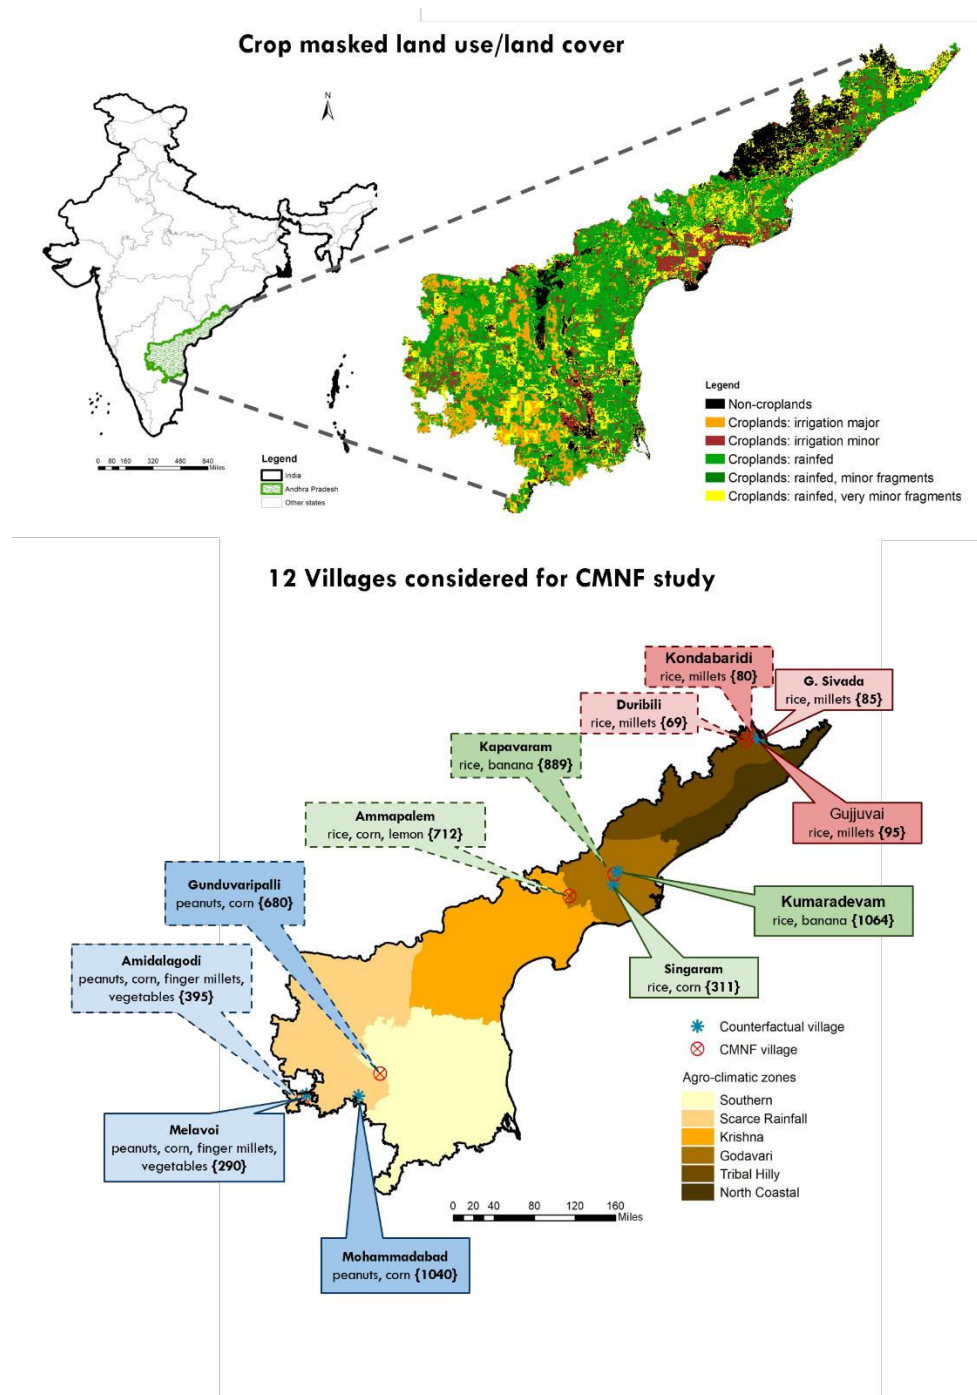 Crop masked land use/land cover
N
0 80 160 320 480 640
Miles
Legend
India
Andhra Pradesh
Other states
Legend
Non-croplands
Croplands: irrigation major
Croplands: irrigation minor
Croplands: rainfed
Croplands: rainfed, minor fragments
Croplands: rainfed, very minor fragments
12 Villages considered for CMNF study
Kondabaridi
rice, millets {80}
G. Sivada
rice, millets {85}
Duribili
rice, millets {69}
Kapavaram
rice, banana {889}
Ammapalem
rice, corn, lemon {712}
Gujjuvai
rice, millets {95}
Gunduvaripalli
peanuts, corn {680}
Kumaradevam
rice, banana {1064}
Amidalagodi
peanuts, corn, finger millets,
vegetables {395}
Singaram
rice, corn {311}
Counterfactual village
CMNF village
Agro-climatic zones
Southern
Scarce Rainfall
Krishna
Godavari
Tribal Hilly
North Coastal
Melavoi
peanuts, corn, finger millets,
vegetables {290}
0 20 40 80 120 160
Miles
Mohammadabad
peanuts, corn {1040}